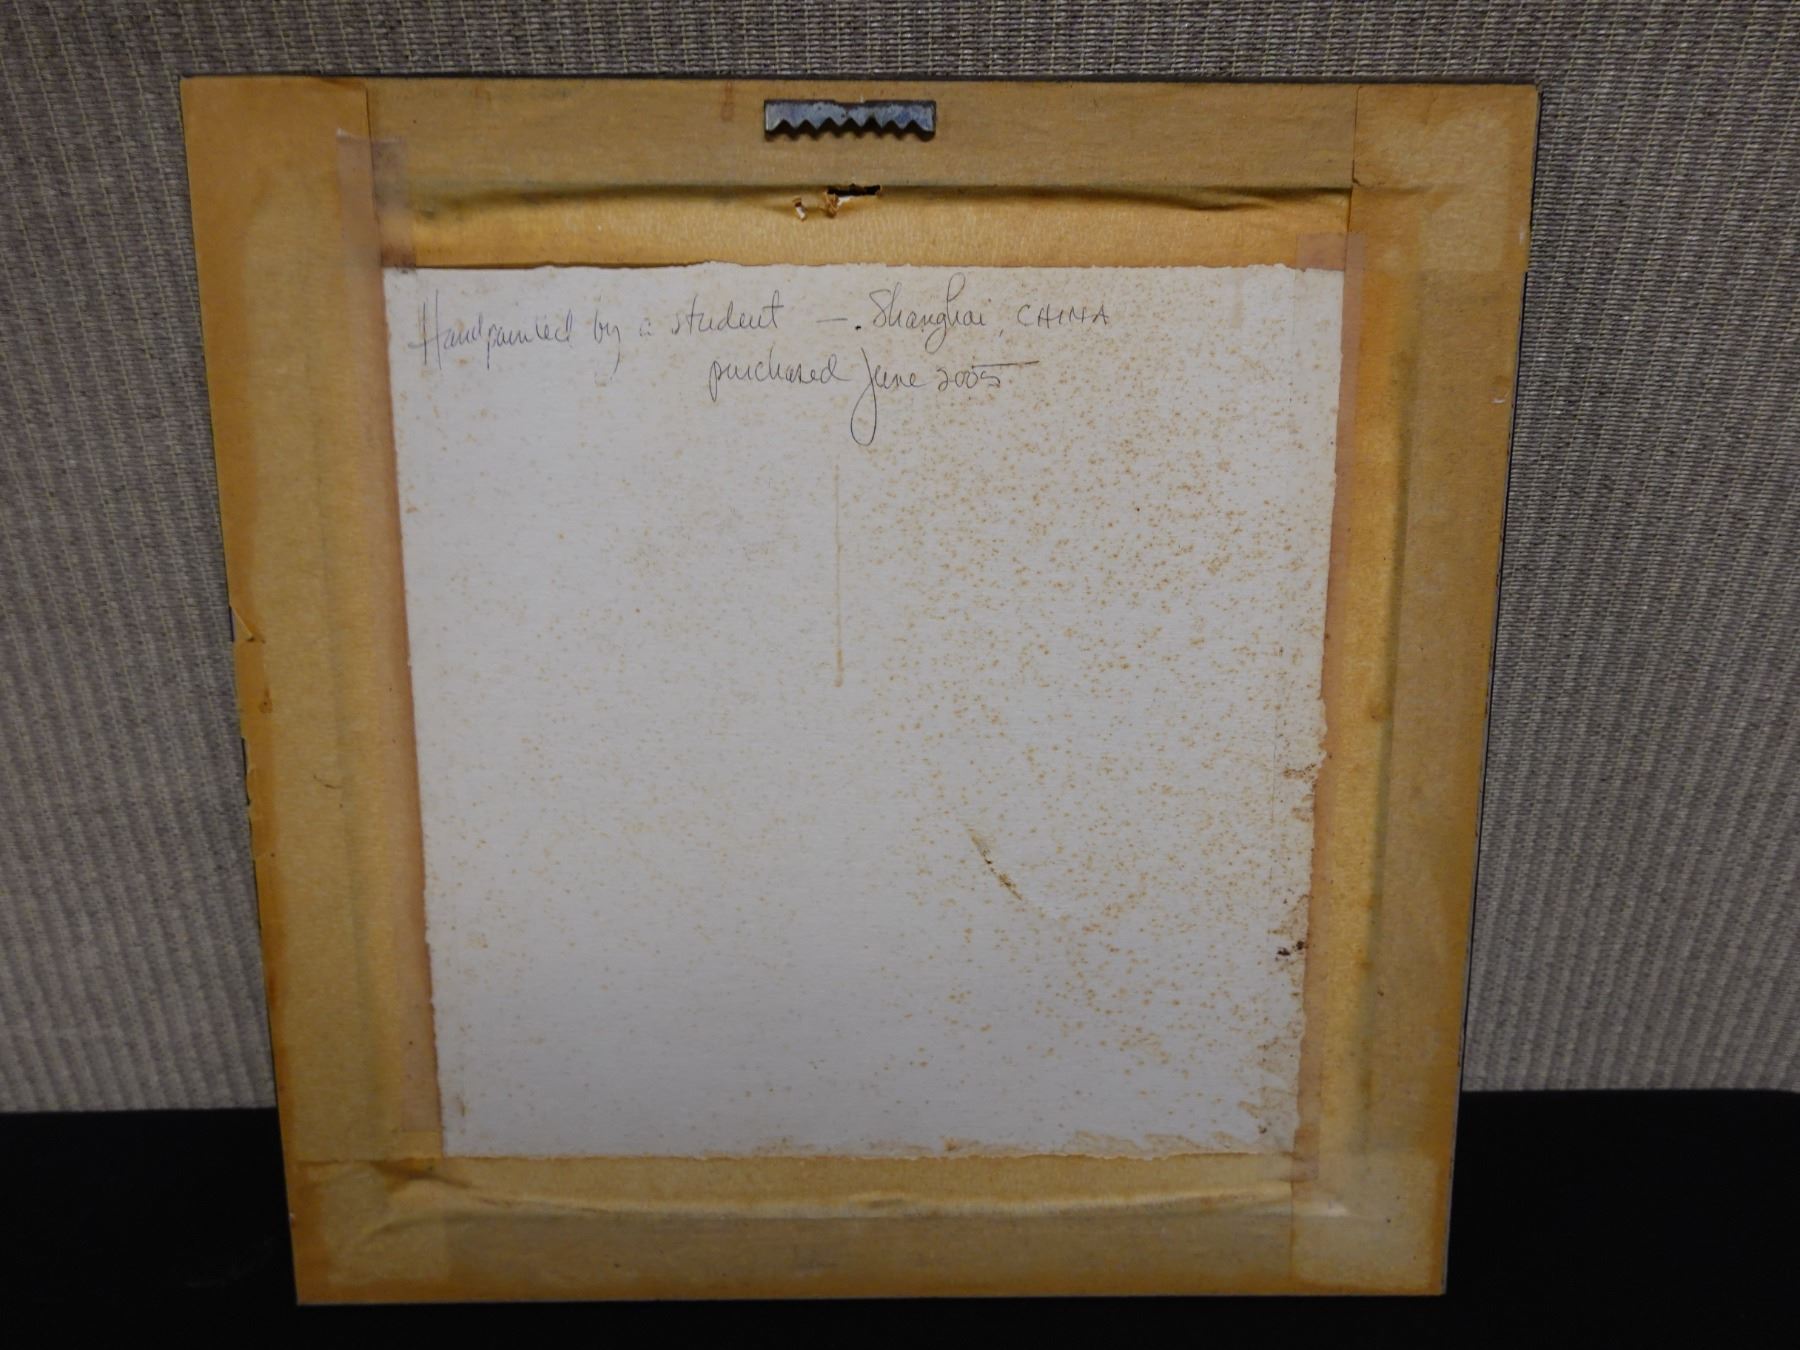 Handpainted by a student — . Shanghai, CHINA
purchased June 2005